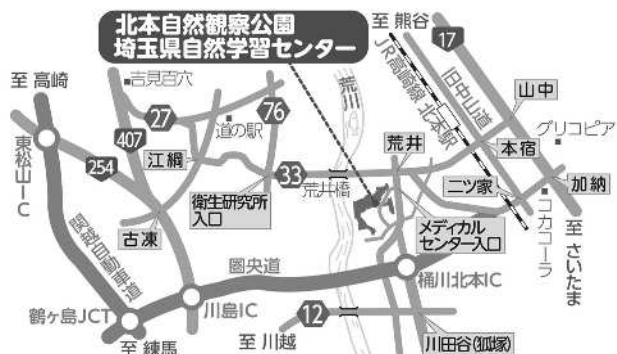 北本自然観察公園
埼玉県自然学習センター
至 熊谷
17
至 高崎
吉見百穴
27
76
道の駅
荒川
JR高崎線 北本駅
旧中山道
山中
グリコピア
407
254
東松山IC
江綱
衛生研究所
入口
33
荒井橋
荒井
本宿
二ツ家
加納
コカコーラ
古凍
メディカル
センター入口
関越自動車道
圏央道
桶川北本IC
至 さいたま
鶴ヶ島JCT
川島IC
12
至 練馬
至 川越
川田谷(狐塚)